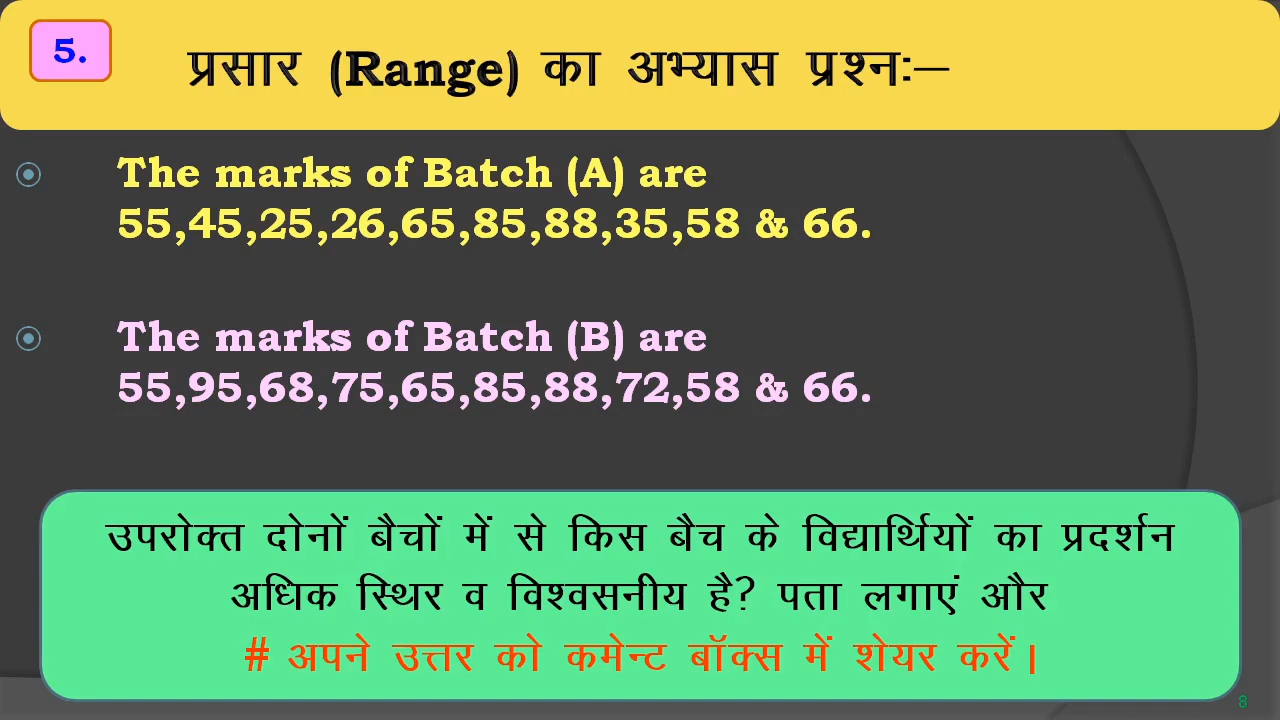 5.
प्रसार (Range) का अभ्यास प्रश्न:–
The marks of Batch (A) are
55,45,25,26,65,85,88,35,58 & 66.
The marks of Batch (B) are
55,95,68,75,65,85,88,72,58 & 66.
उपरोक्त दोनों बैचों में से किस बैच के विद्यार्थियों का प्रदर्शन
अधिक स्थिर व विश्वसनीय है? पता लगाएं और
# अपने उत्तर को कमेन्ट बॉक्स में शेयर करें।
8